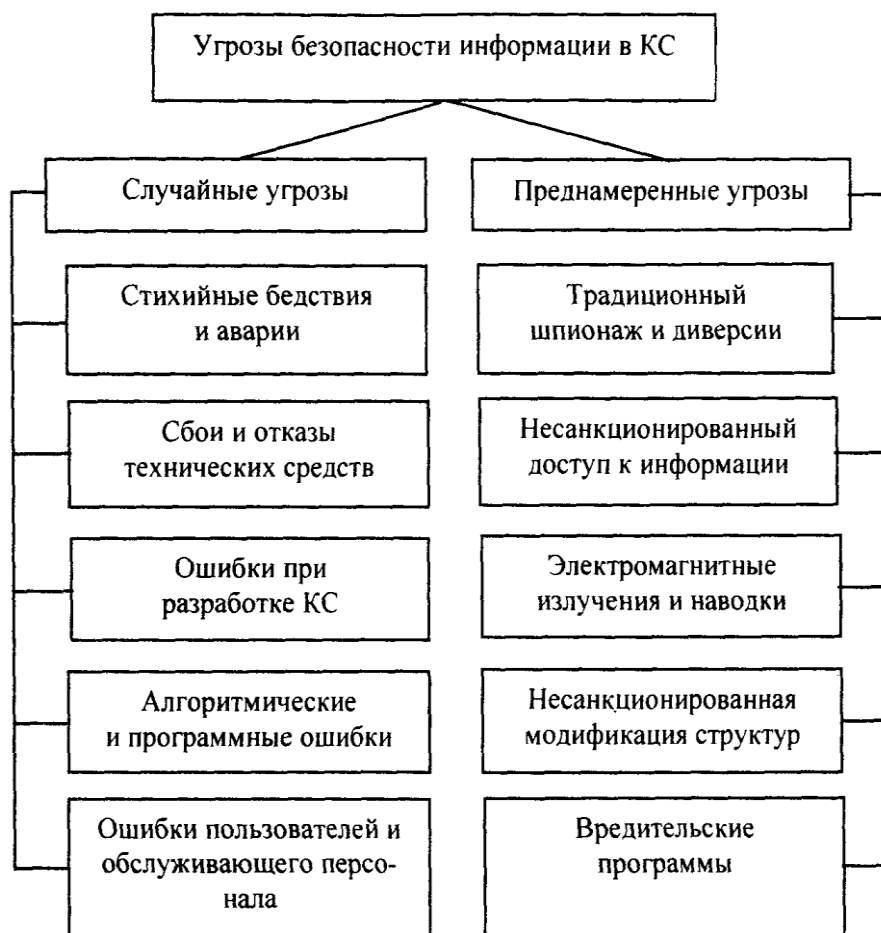 Угрозы безопасности информации в КС
Случайные угрозы
Преднамеренные угрозы
Стихийные бедствия
и аварии
Традиционный
шпионаж и диверсии
Сбои и отказы
технических средств
Несанкционированный
доступ к информации
Ошибки при
разработке КС
Электромагнитные
излучения и наводки
Алгоритмические
и программные ошибки
Несанкционированная
модификация структур
Ошибки пользователей и
обслуживающего персо-
нала
Вредительские
программы